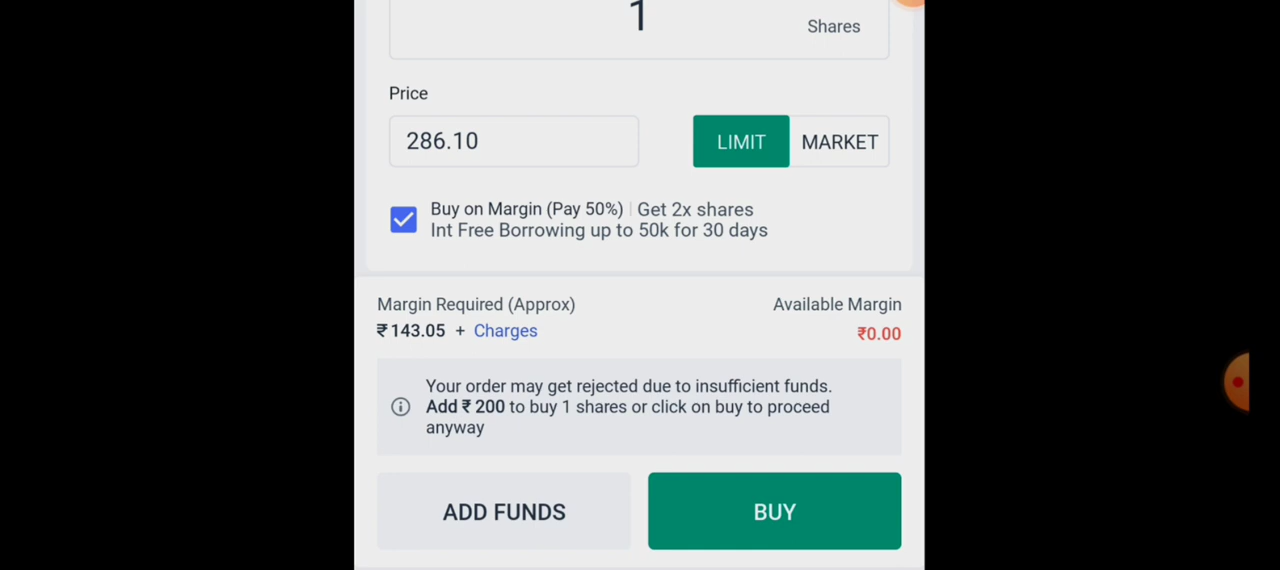 1
Shares
Price
286.10
LIMIT
MARKET
Buy on Margin (Pay 50%) | Get 2x shares
Int Free Borrowing up to 50k for 30 days
Margin Required (Approx)
Available Margin
₹143.05 + Charges
₹0.00
Your order may get rejected due to insufficient funds.
Add ₹ 200 to buy 1 shares or click on buy to proceed
anyway
ADD FUNDS
BUY